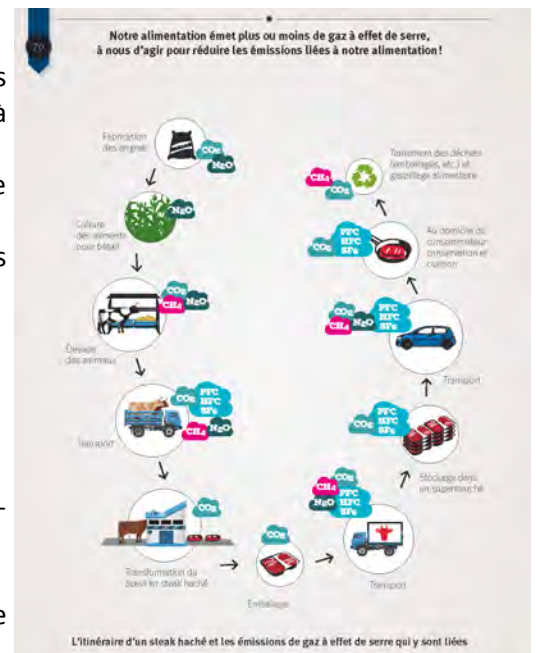 70
Notre alimentation émet plus ou moins de gaz à effet de serre,
à nous d'agir pour réduire les émissions liées à notre alimentation !
s
à
e
s
-
e
Fabrication
des engrais
CO2
N2O
Culture
des aliments
pour bétail
N2O
Élevage
des animaux
CO2
CH4
N2O
Transport
CO2
PFC
HFC
SF6
CH4
N2O
Transformation du
bœuf en steak haché
CO2
Emballage
CO2
Transport
CO2
CH4
N2O
PFC
HFC
SF6
Stockage dans
un supermarché
CO2
PFC
HFC
SF6
Transport
CO2
CH4
N2O
PFC
HFC
SF6
Au domicile du
consommateur
conservation et
cuisson
CO2
PFC
HFC
SF6
Traitement des déchets
(emballages, etc.) et
gaspillage alimentaire
CH4
CO2
L'itinéraire d'un steak haché et les émissions de gaz à effet de serre qui y sont liées